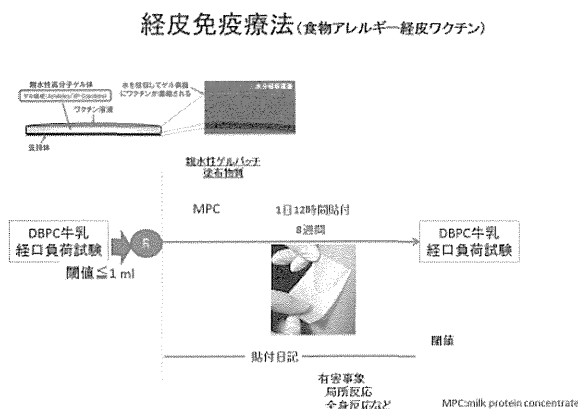 経皮免疫療法(食物アレルギー経皮ワクチン)
親水性高分子ゲル体
ワクチン溶液
支持体
水を吸収してゲル表面
にワクチンが濃縮される
親水性ゲルパッチ
塗布物質
MPC
1日12時間貼付
8週間
DBPC牛乳
経口負荷試験
R
閾値≦1 ml
DBPC牛乳
経口負荷試験
閾値
貼付日記
有害事象
局所反応
全身反応など
MPC:milk protein concentrate